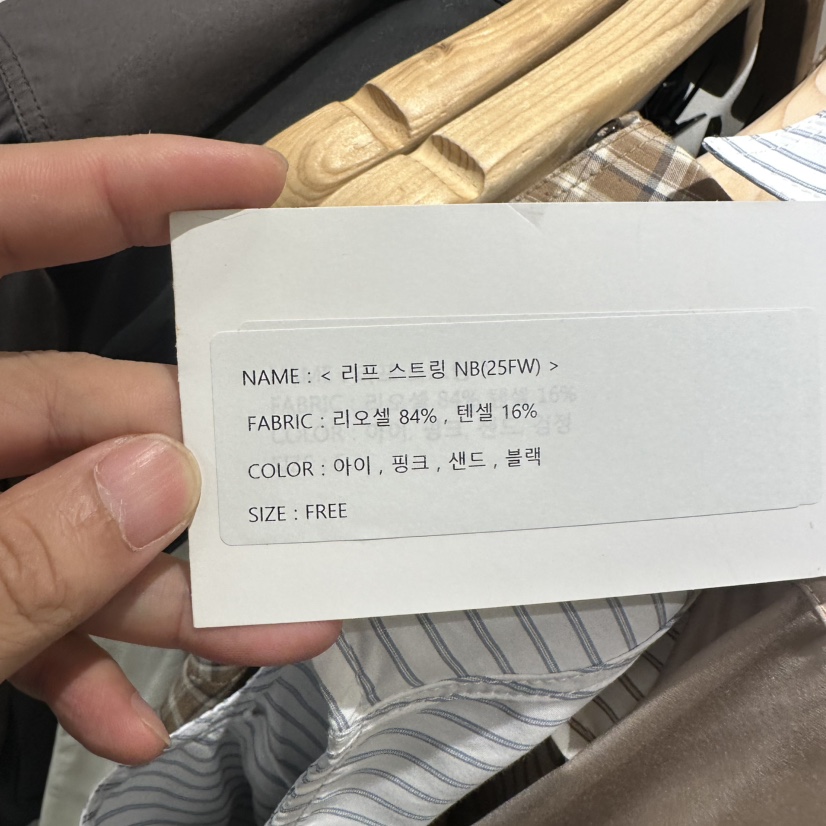 NAME : < 리프 스트링 NB(25FW) >
FABRIC : 리오셀 84% , 텐셀 16%
COLOR : 아이 , 핑크 , 샌드 , 블랙
SIZE : FREE